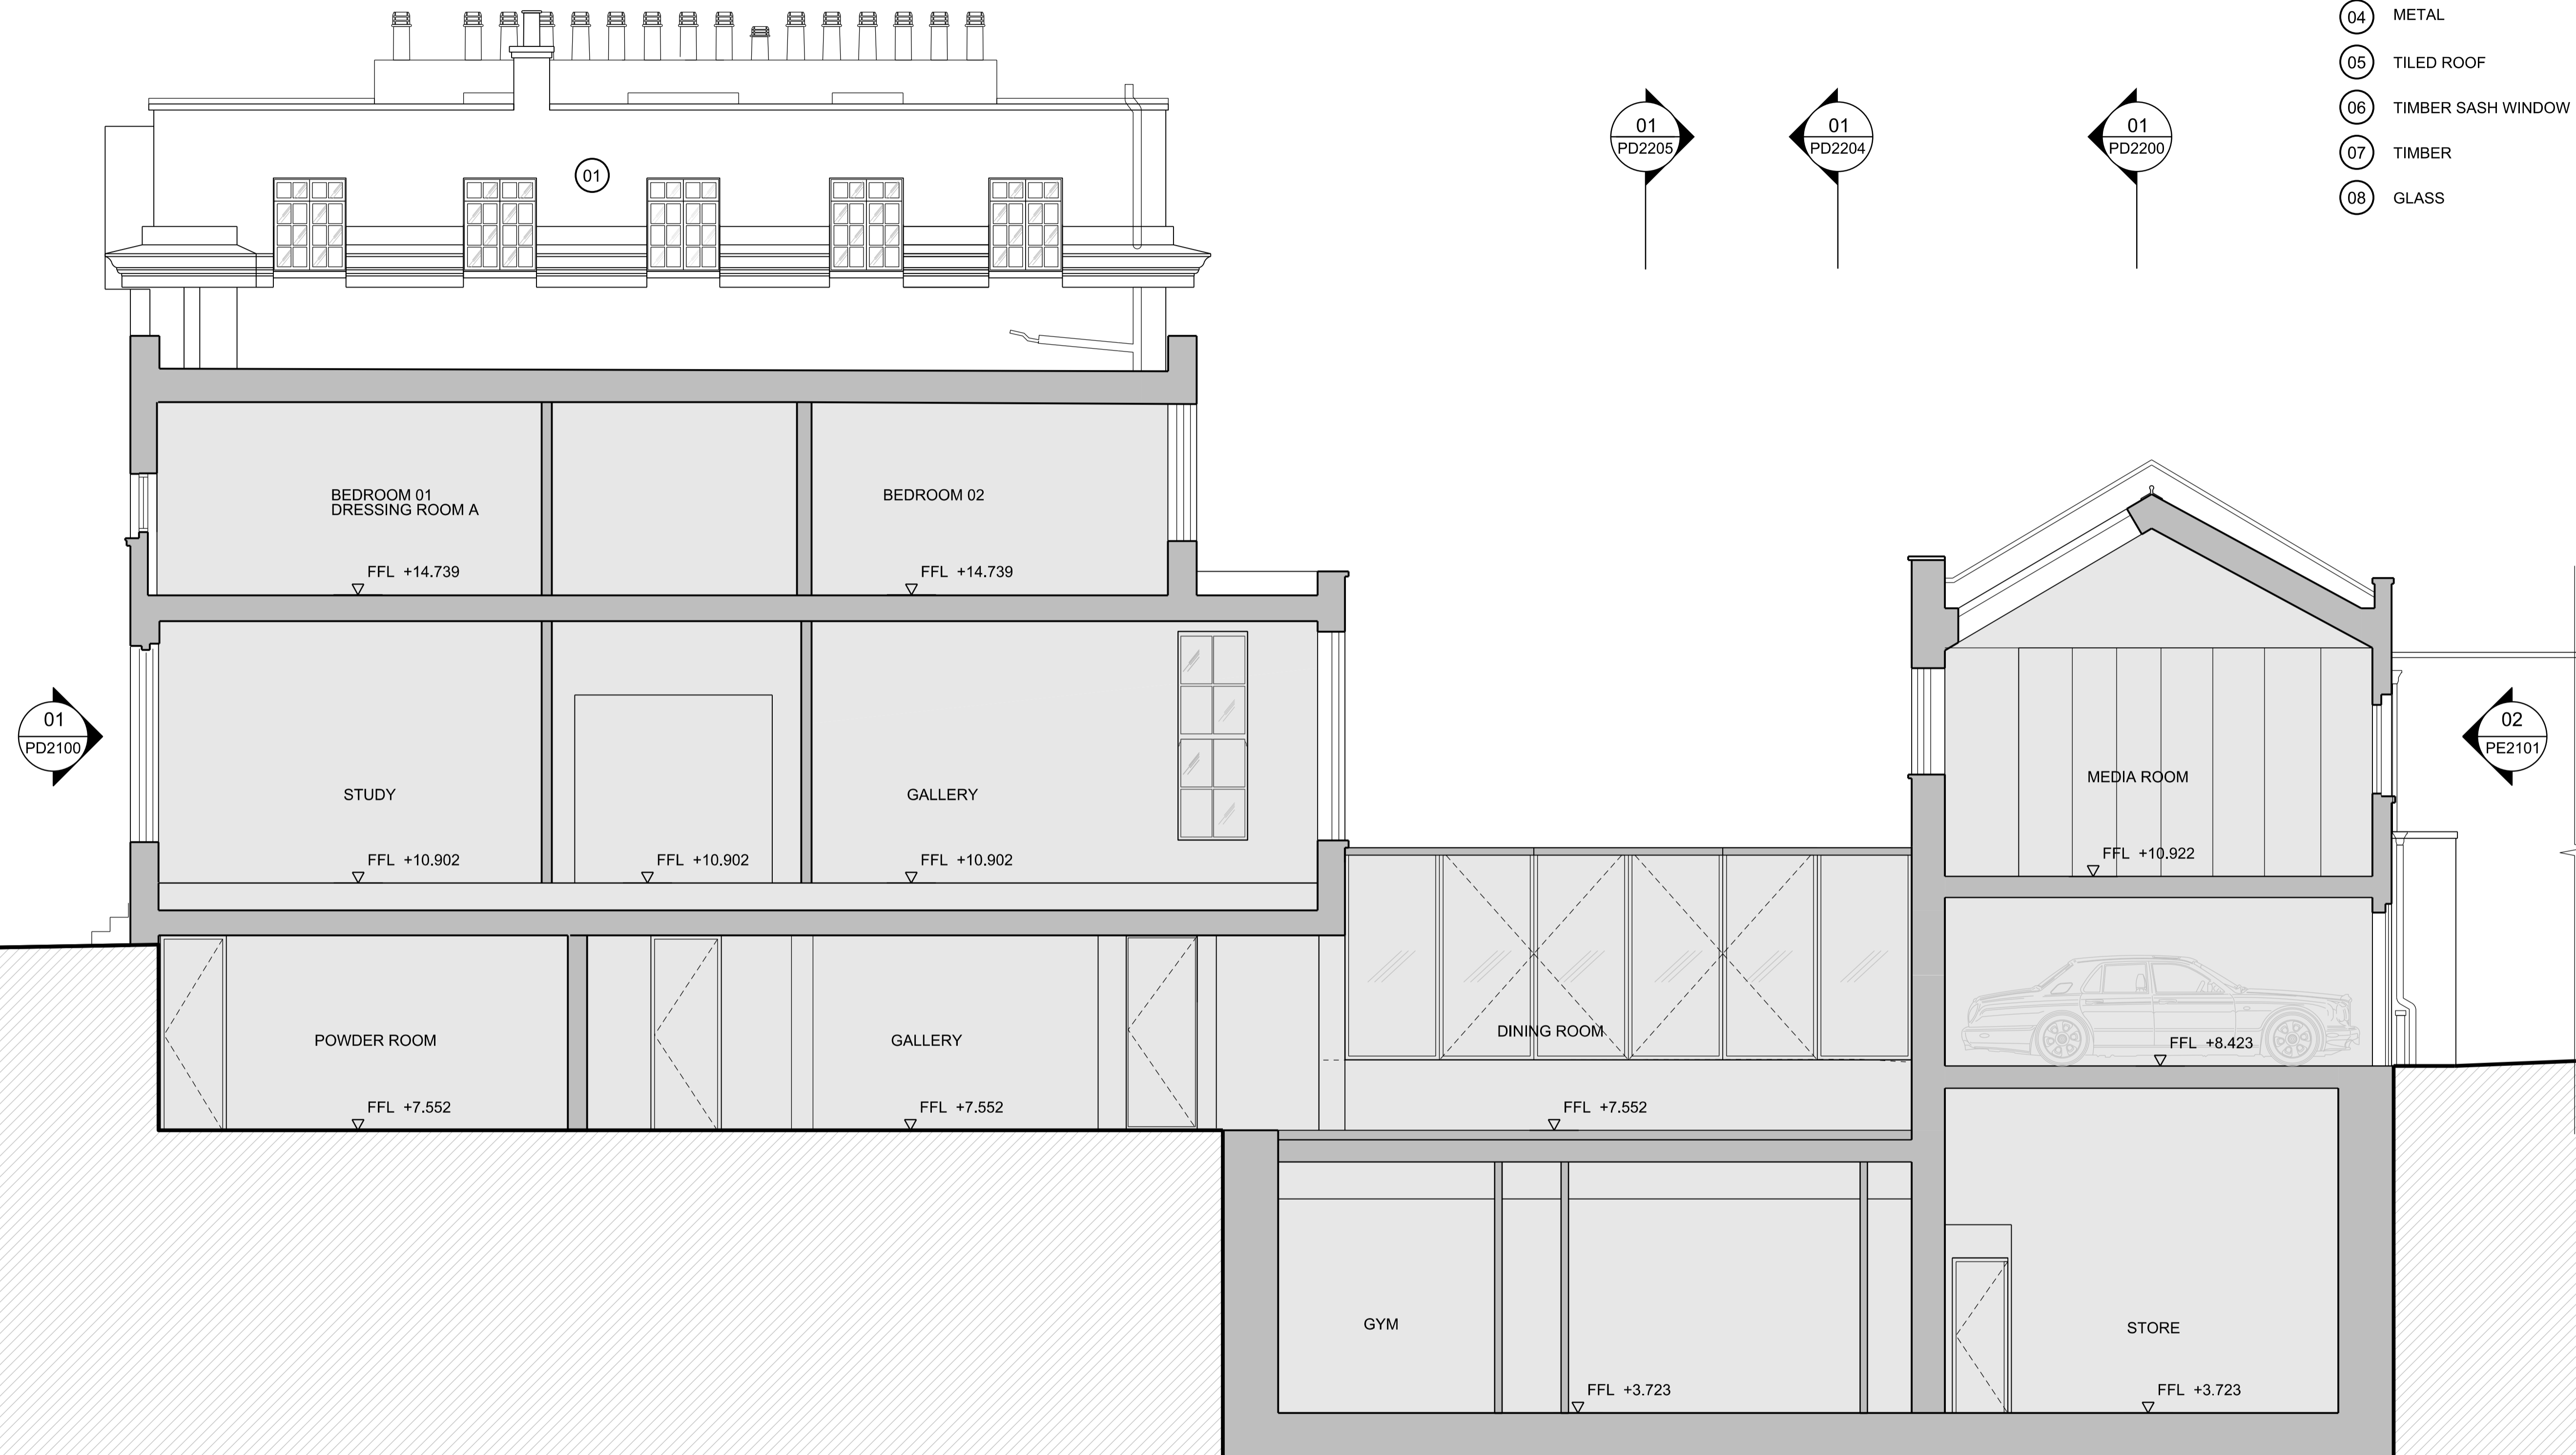 04 METAL
05 TILED ROOF
06 TIMBER SASH WINDOW
07 TIMBER
08 GLASS
01
PD2205
01
PD2204
01
PD2200
01
BEDROOM 01
DRESSING ROOM A
BEDROOM 02
FFL +14.739
FFL +14.739
01
PD2100
02
PE2101
STUDY
GALLERY
MEDIA ROOM
FFL +10.902
FFL +10.902
FFL +10.902
FFL +10.922
POWDER ROOM
GALLERY
DINING ROOM
FFL +8.423
FFL +7.552
FFL +7.552
FFL +7.552
GYM
STORE
FFL +3.723
FFL +3.723